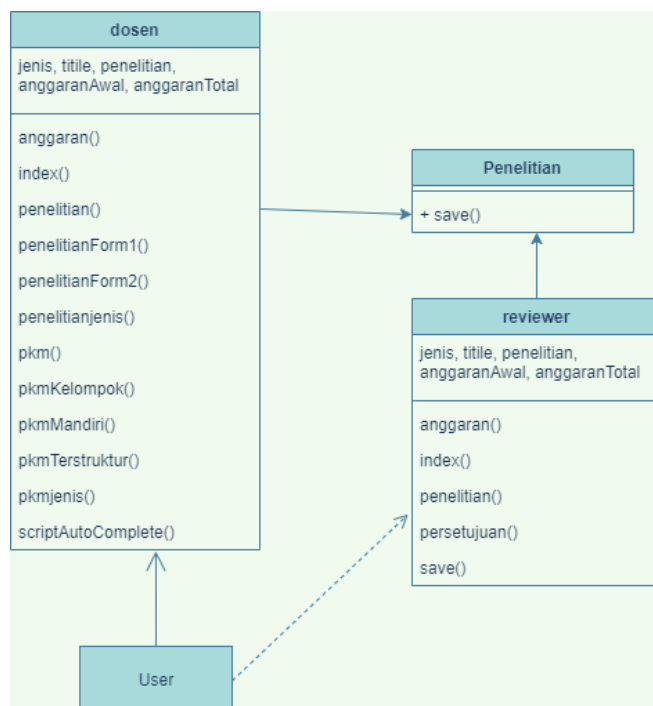 dosen
jenis, titile, penelitian,
anggaranAwal, anggaranTotal
anggaran()
index()
penelitian()
penelitianForm1()
penelitianForm2()
penelitianjenis()
pkm()
pkmKelompok()
pkmMandiri()
pkmTerstruktur()
pkmjenis()
scriptAutoComplete()
Penelitian
+ save()
reviewer
jenis, titile, penelitian,
anggaranAwal, anggaranTotal
anggaran()
index()
penelitian()
persetujuan()
save()
User